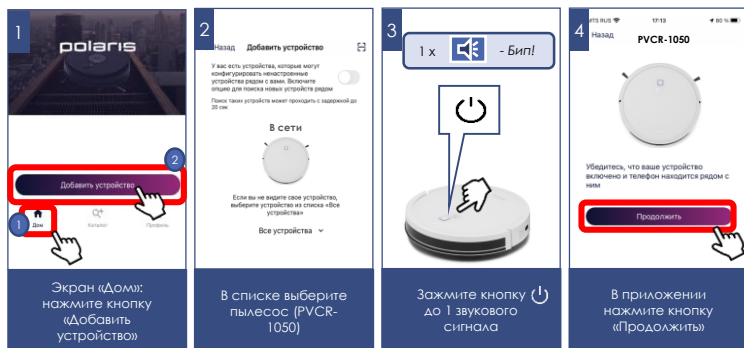 1
polaris
Добавить устройство
2
1
Дом
Каталог
Профиль
Экран «Дом»:
нажмите кнопку
«Добавить
устройство»
2
Назад Добавить устройство
У вас есть устройства, которые могут
конфигурировать ненастроенные
устройства рядом с вами. Включите
опцию для поиска новых устройств рядом
Поиск таких устройств может проходить с задержкой до
20 сек
В сети
Если вы не видите свое устройство,
выберите устройство из списка «Все
устройства»
Все устройства
В списке выберите
пылесос (PVCR-
1050)
3
1 x - Бип!
Зажмите кнопку
до 1 звукового
сигнала
4
MTS RUS 17:13 80 %
Назад
PVCR-1050
Убедитесь, что ваше устройство
включено и телефон находится рядом с
ним
Продолжить
В приложении
нажмите кнопку
«Продолжить»